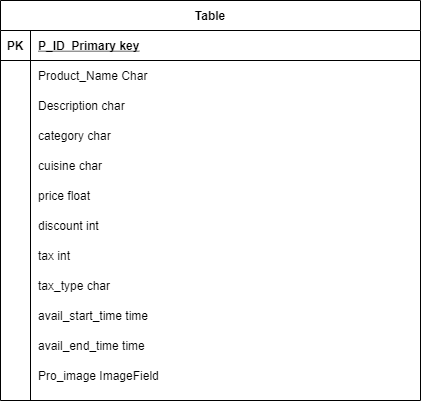 Table
PK P_ID Primary key
Product_Name Char
Description char
category char
cuisine char
price float
discount int
tax int
tax_type char
avail_start_time time
avail_end_time time
Pro_image ImageField